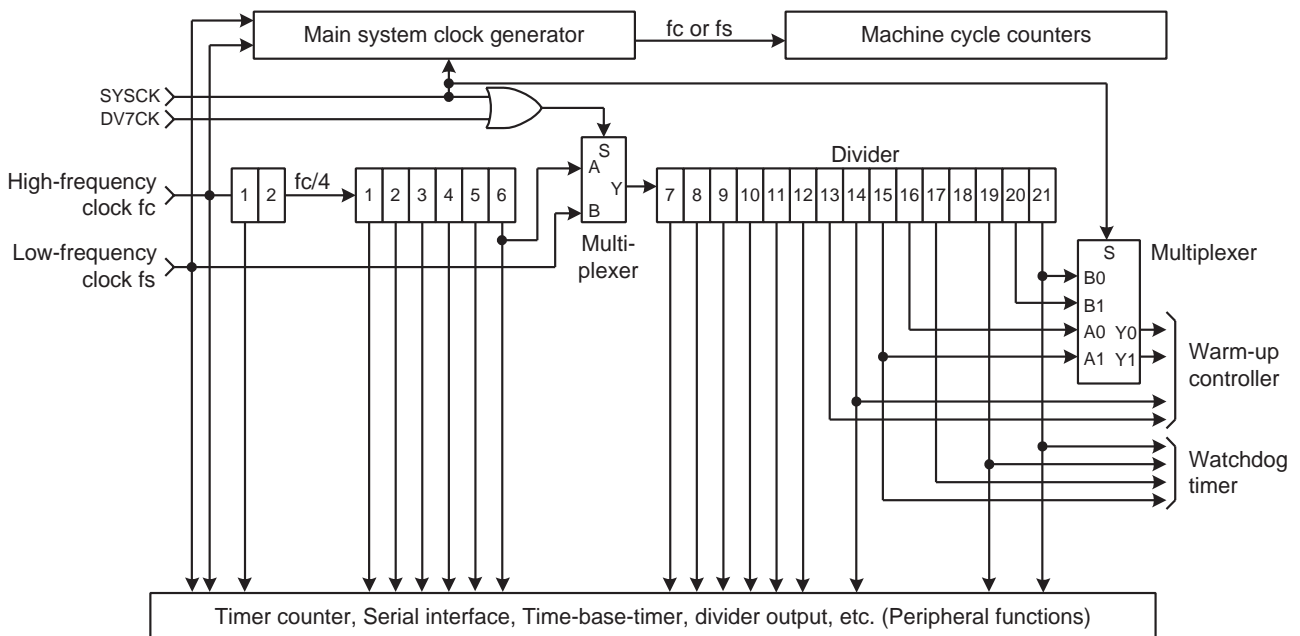 Main system clock generator
fc or fs
Machine cycle counters
SYSCK
DV7CK
High-frequency
clock fc
1 2
fc/4
1 2 3 4 5 6
S
A
Y
B
Multi-
plexer
Divider
7 8 9 10 11 12 13 14 15 16 17 18 19 20 21
Low-frequency
clock fs
S
Multiplexer
B0
B1
A0 Y0
A1 Y1
Warm-up
controller
Watchdog
timer
Timer counter, Serial interface, Time-base-timer, divider output, etc. (Peripheral functions)